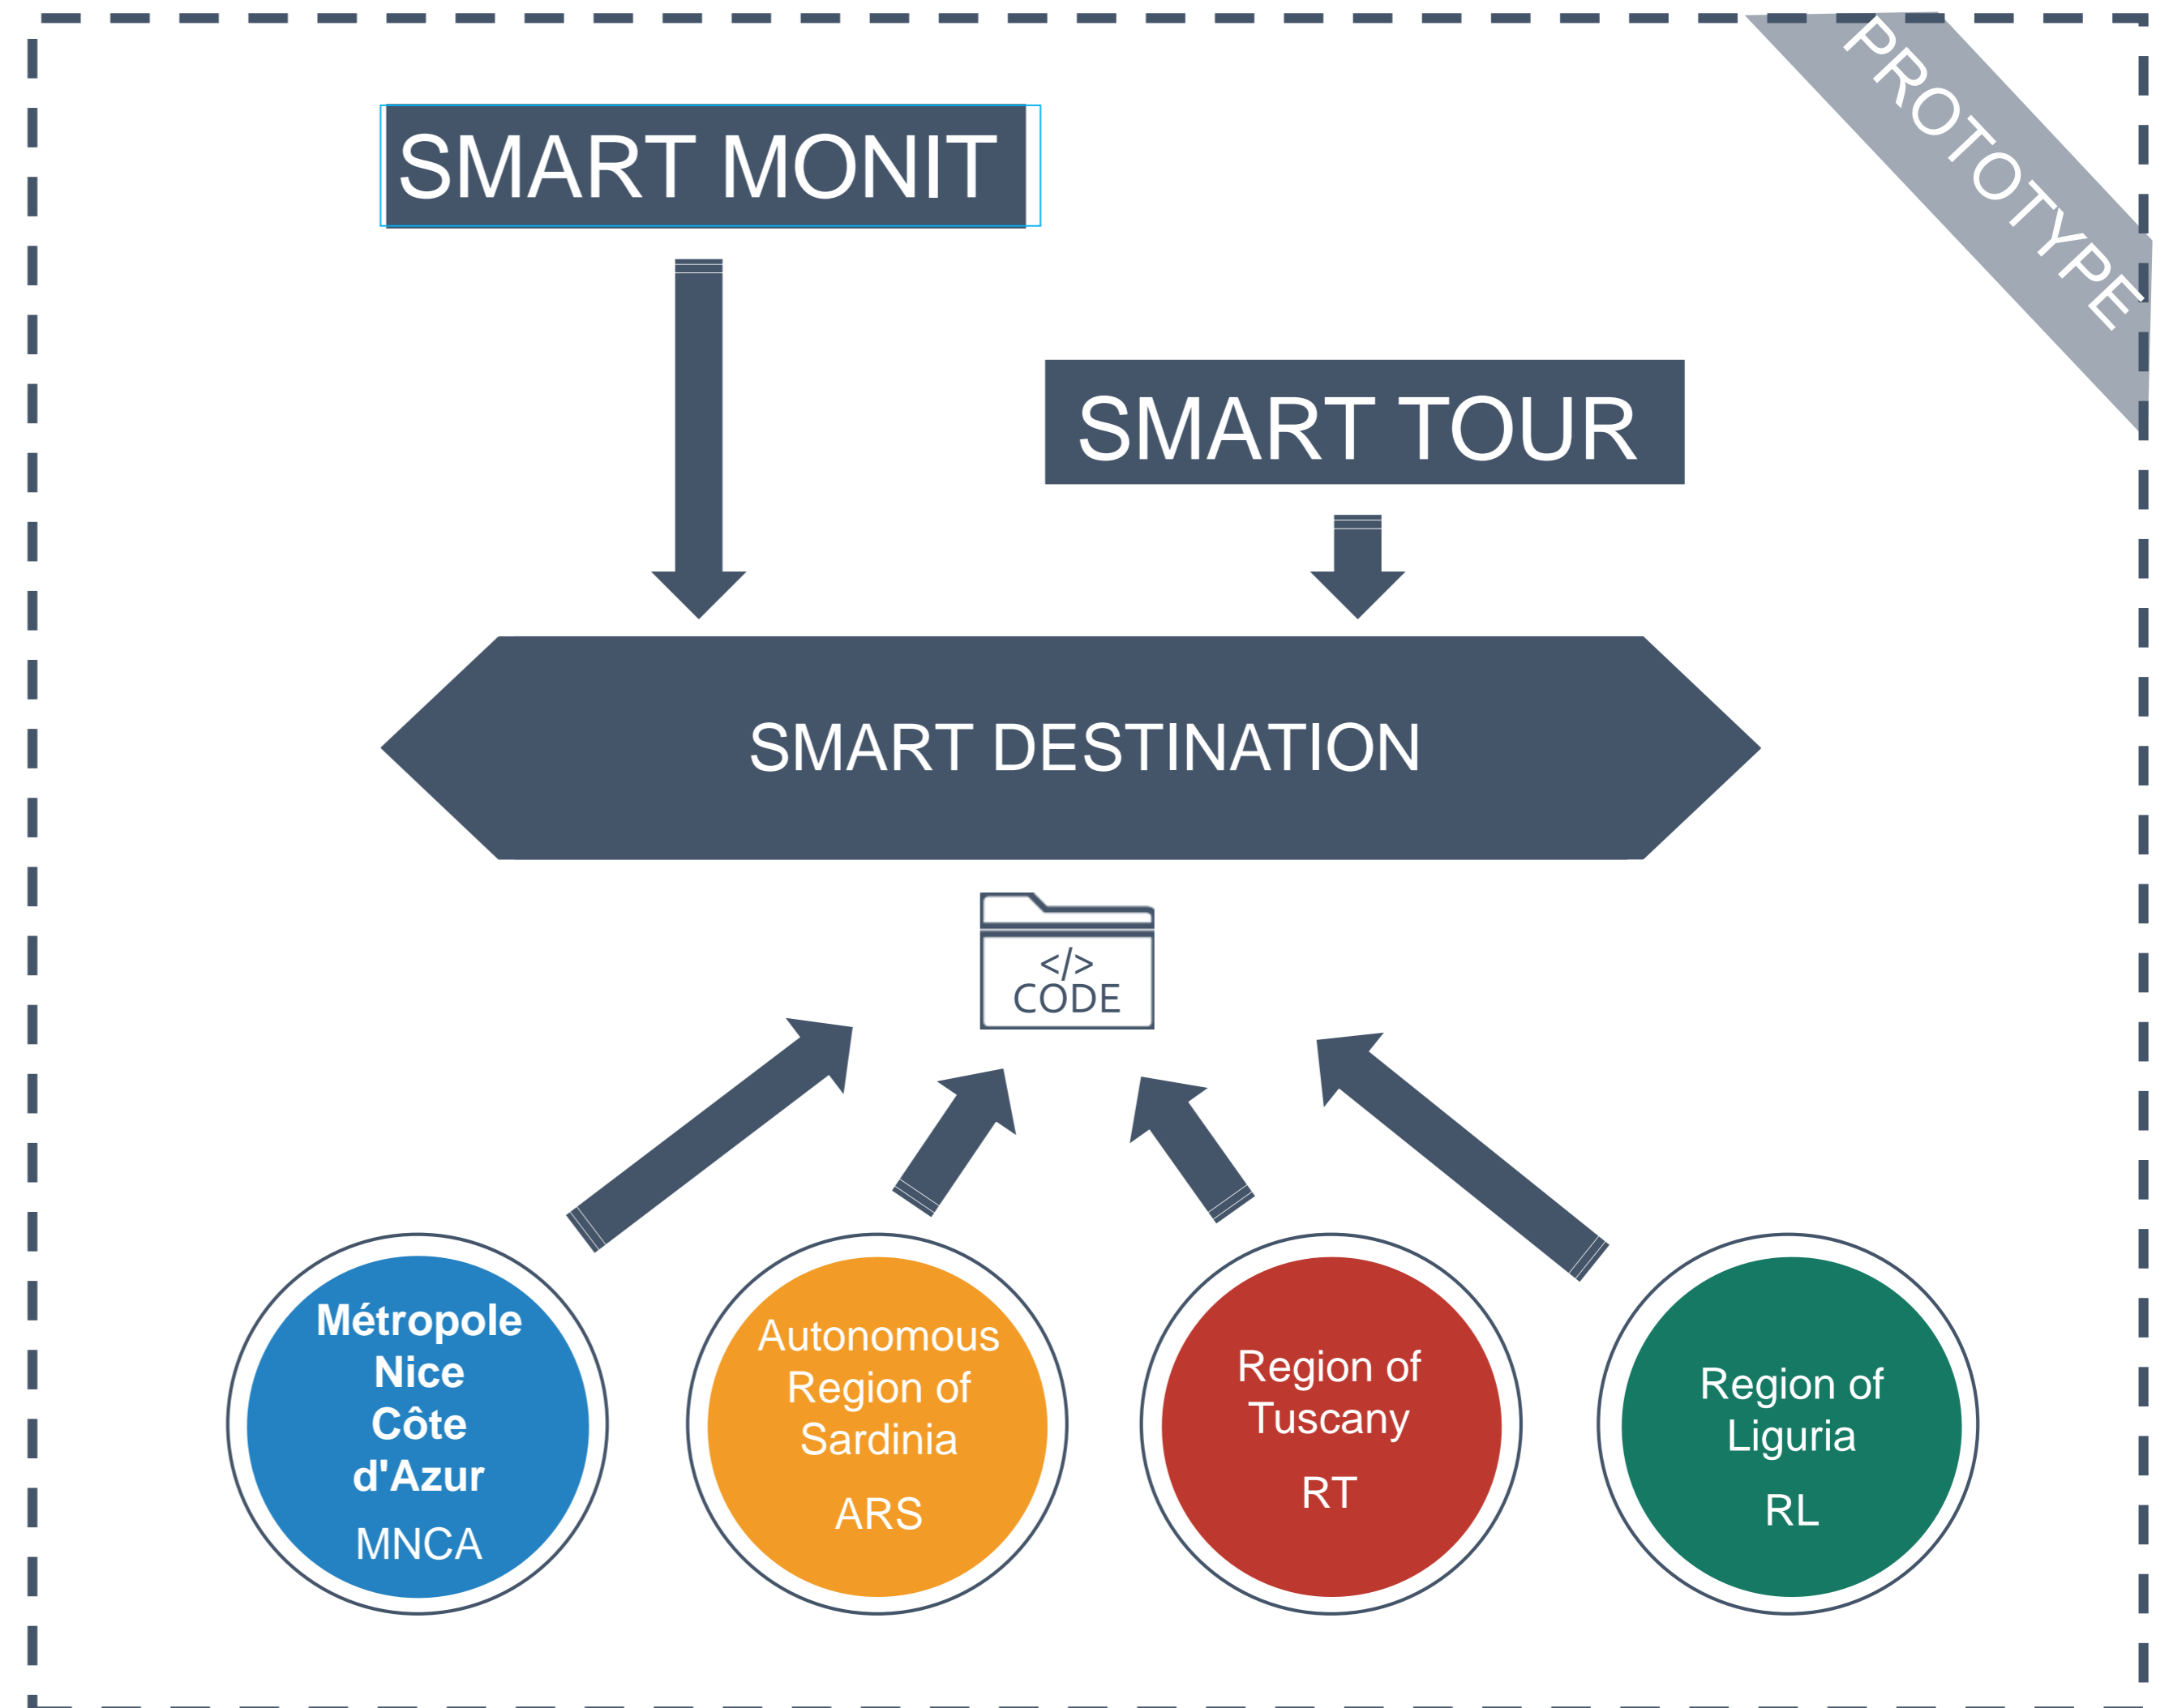 PROTOTYPE
SMART MONIT
SMART TOUR
SMART DESTINATION
</>
CODE
Métropole
Nice
Côte
d'Azur
MNCA
Autonomous
Region of
Sardinia
ARS
Region of
Tuscany
RT
Region of
Liguria
RL